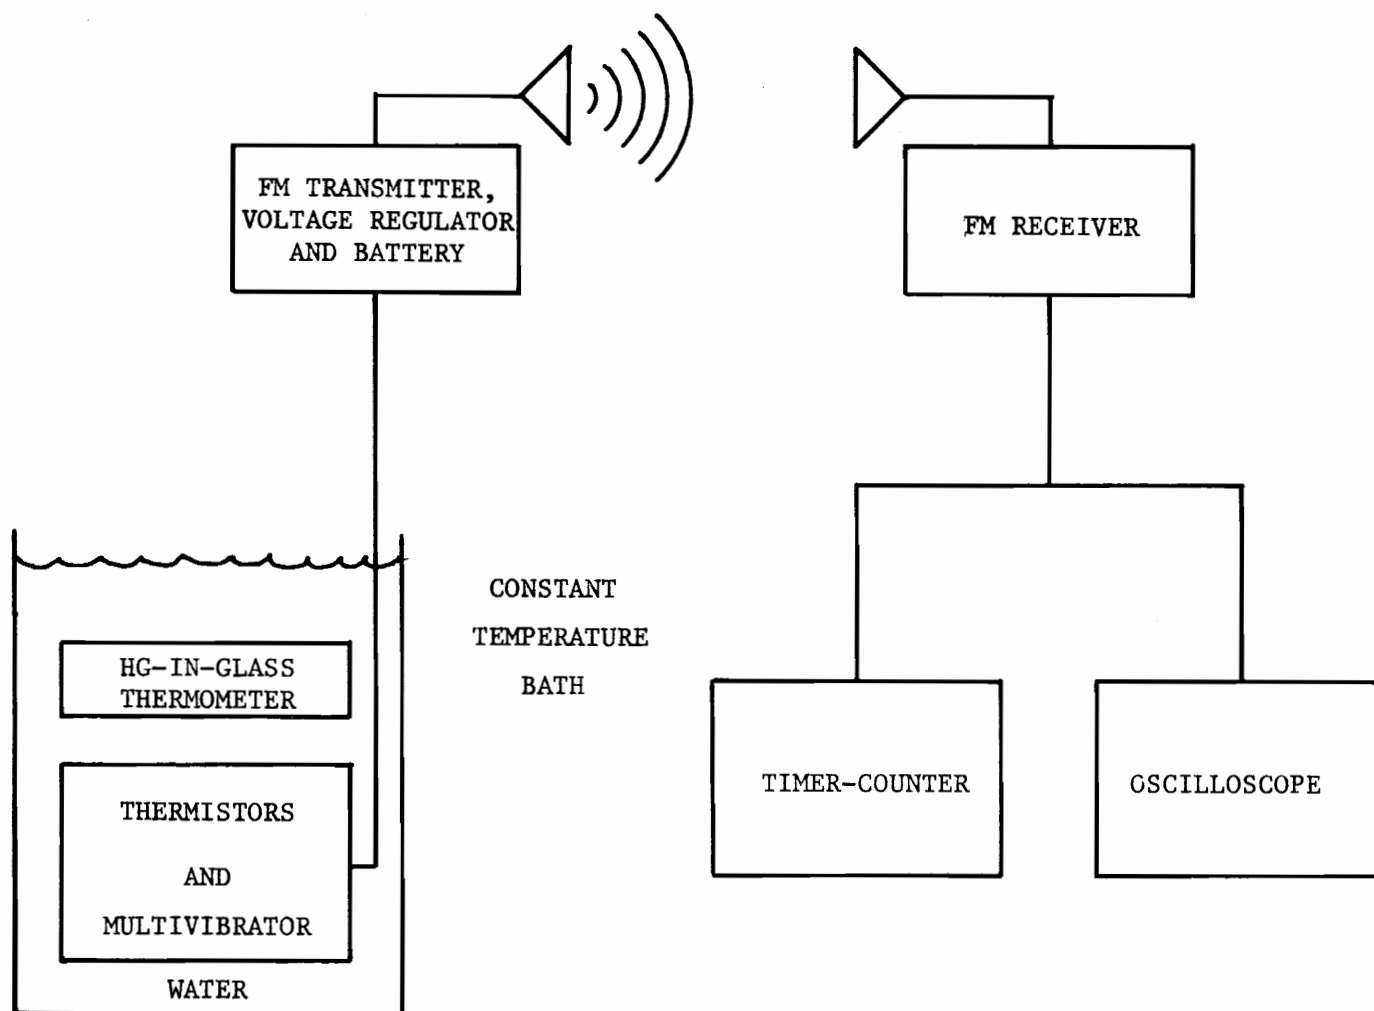 FM TRANSMITTER,
VOLTAGE REGULATOR
AND BATTERY
FM RECEIVER
CONSTANT
TEMPERATURE
BATH
HG-IN-GLASS
THERMOMETER
THERMISTORS
AND
MULTIVIBRATOR
WATER
TIMER-COUNTER
OSCILLOSCOPE